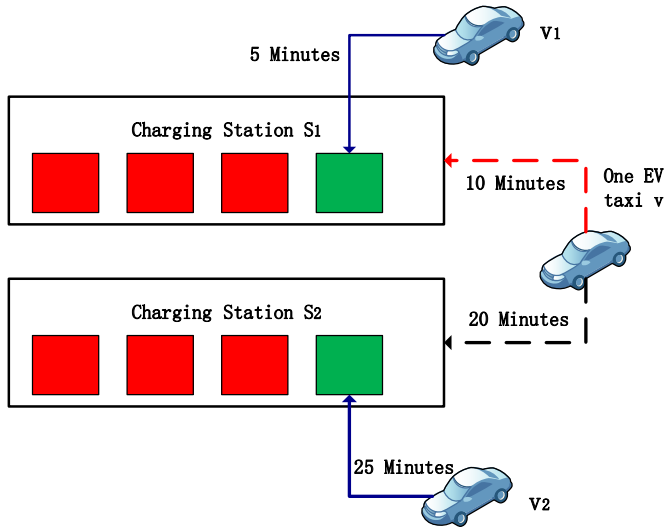 V1
5 Minutes
Charging Station S1
10 Minutes
One EV
taxi v
Charging Station S2
20 Minutes
25 Minutes
V2